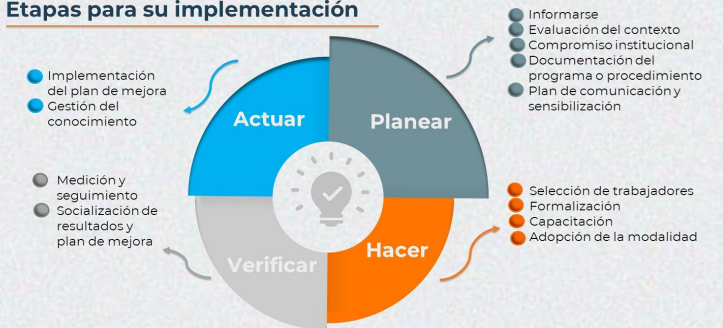 Etapas para su implementación
Informarse
Evaluación del contexto
Compromiso institucional
Documentación del
programa o procedimiento
Plan de comunicación y
sensibilización
Implementación
del plan de mejora
Gestión del
conocimiento
Actuar
Planear
Medición y
seguimiento
Socialización de
resultados y
plan de mejora
Verificar
Hacer
Selección de trabajadores
Formalización
Capacitación
Adopción de la modalidad